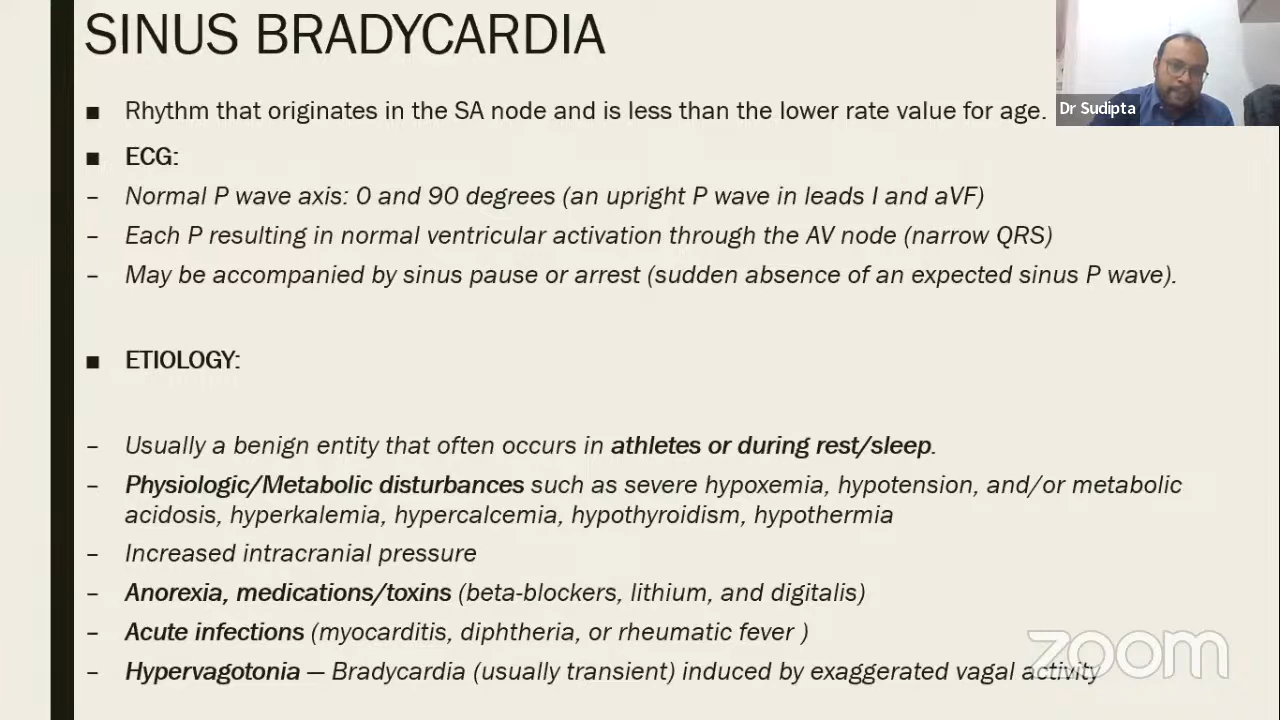 SINUS BRADYCARDIA
■ Rhythm that originates in the SA node and is less than the lower rate value for age.
Dr Sudipta
■ ECG:
– Normal P wave axis: 0 and 90 degrees (an upright P wave in leads I and aVF)
– Each P resulting in normal ventricular activation through the AV node (narrow QRS)
– May be accompanied by sinus pause or arrest (sudden absence of an expected sinus P wave).
■ ETIOLOGY:
– Usually a benign entity that often occurs in athletes or during rest/sleep.
– Physiologic/Metabolic disturbances such as severe hypoxemia, hypotension, and/or metabolic
acidosis, hyperkalemia, hypercalcemia, hypothyroidism, hypothermia
– Increased intracranial pressure
– Anorexia, medications/toxins (beta-blockers, lithium, and digitalis)
– Acute infections (myocarditis, diphtheria, or rheumatic fever )
– Hypervagotonia — Bradycardia (usually transient) induced by exaggerated vagal activity
zoom